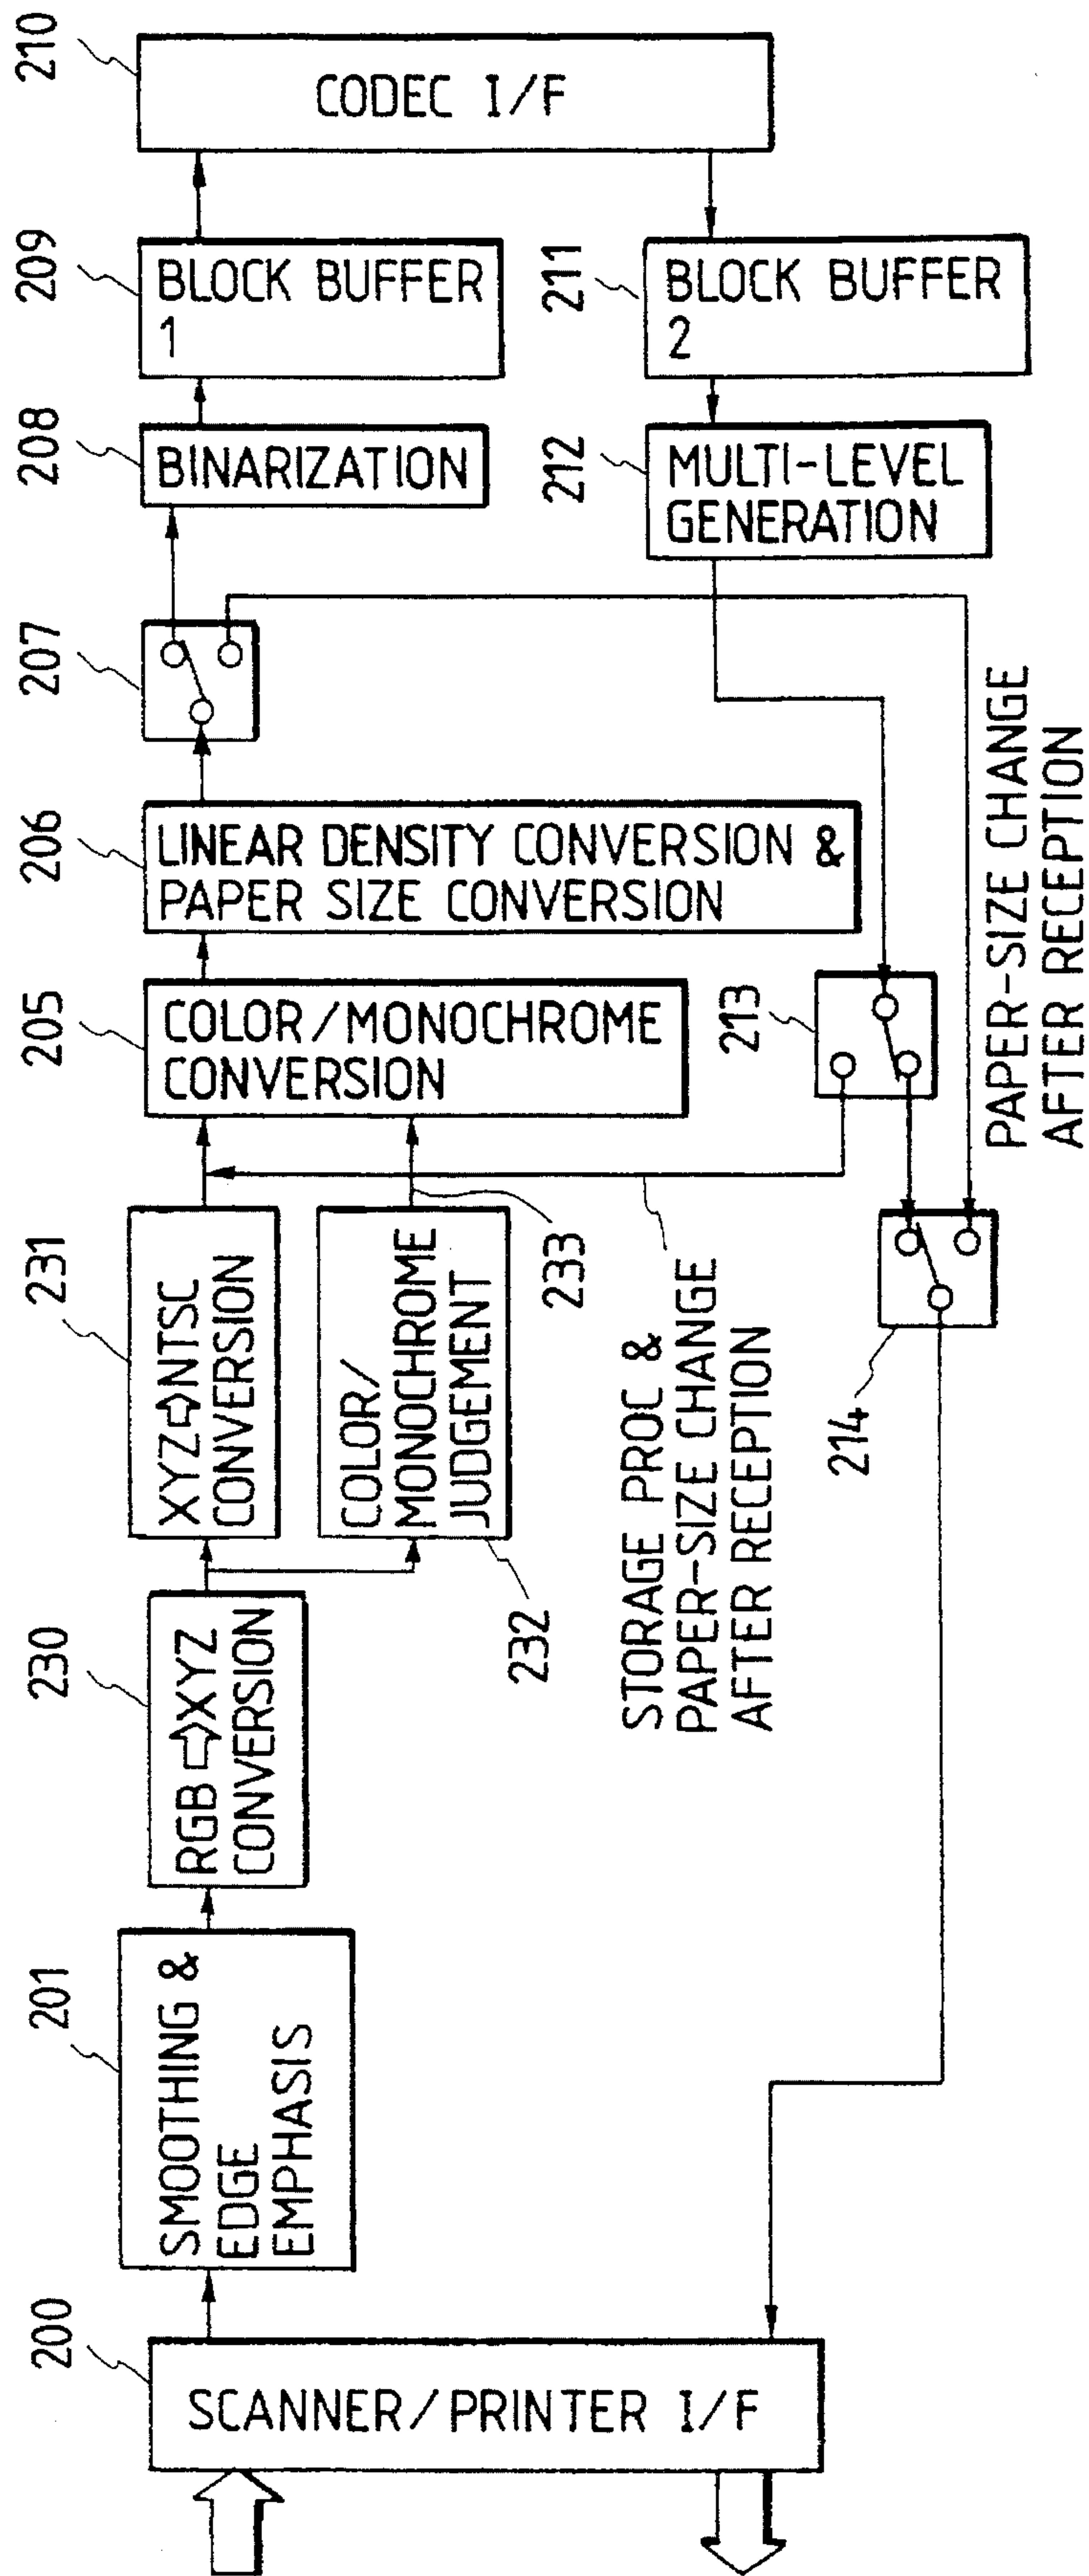 200
SCANNER/PRINTER I/F
201
SMOOTHING &
EDGE
EMPHASIS
230
RGB⇨XYZ
CONVERSION
231
XYZ⇨NTSC
CONVERSION
COLOR/
MONOCHROME
JUDGEMENT
232
233
205
COLOR/MONOCHROME
CONVERSION
206
LINEAR DENSITY CONVERSION &
PAPER SIZE CONVERSION
207
208
BINARIZATION
209
BLOCK BUFFER
1
210
CODEC I/F
211
BLOCK BUFFER
2
212
MULTI-LEVEL
GENERATION
213
214
STORAGE PROC &
PAPER-SIZE CHANGE
AFTER RECEPTION
PAPER-SIZE CHANGE
AFTER RECEPTION